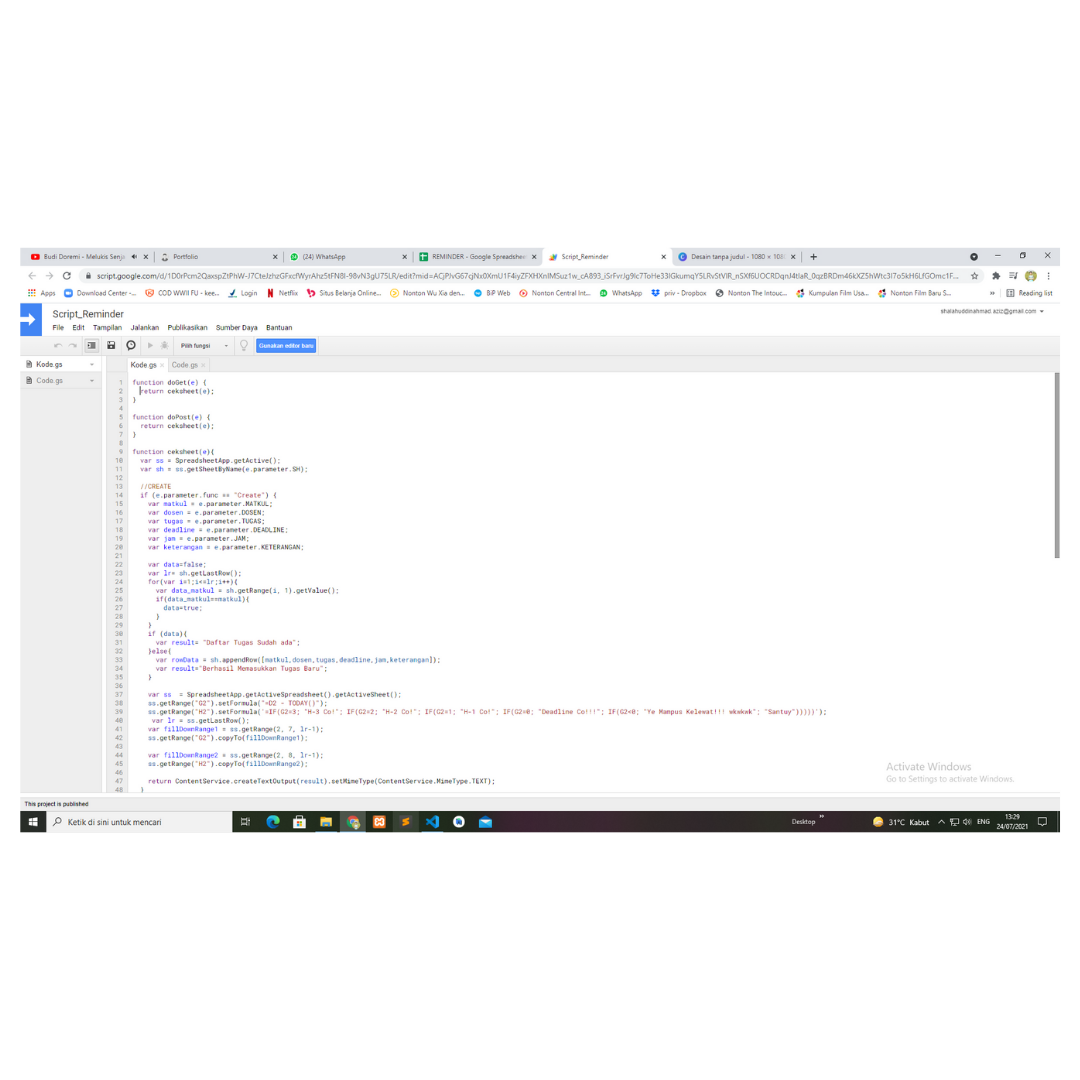 Budi Doremi - Melukis Senja
Portfolio
(24) WhatsApp
REMINDER - Google Spreadsheet
Script_Reminder
Desain tanpa judul - 1080 × 108
Apps
Download Center -...
COD WWII FU - kee...
Login
Netflix
Situs Belanja Online...
Nonton Wu Xia den...
BiP Web
Nonton Central Int...
WhatsApp
priv - Dropbox
Nonton The Intouc...
Kumpulan Film Usa...
Nonton Film Baru S...
»
Reading list
Script_Reminder
shalahuddinahmad.aziz@gmail.com
File Edit Tampilan Jalankan Publikasikan Sumber Daya Bantuan
Pilih fungsi
Gunakan editor baru
Kode.gs
Code.gs
Kode.gs ×
Code.gs ×
1 function doGet(e) {
2 return ceksheet(e);
3 }
4
5 function doPost(e) {
6 return ceksheet(e);
7 }
8
9 function ceksheet(e){
10 var ss = SpreadsheetApp.getActive();
11 var sh = ss.getSheetByName(e.parameter.SH);
12
13 //CREATE
14 if (e.parameter.func == "Create") {
15 var matkul = e.parameter.MATKUL;
16 var dosen = e.parameter.DOSEN;
17 var tugas = e.parameter.TUGAS;
18 var deadline = e.parameter.DEADLINE;
19 var jam = e.parameter.JAM;
20 var keterangan = e.parameter.KETERANGAN;
21
22 var data=false;
23 var lr= sh.getLastRow();
24 for(var i=1;i<=lr;i++){
25 var data_matkul = sh.getRange(i, 1).getValue();
26 if(data_matkul==matkul){
27 data=true;
28 }
29 }
30 if (data){
31 var result= "Daftar Tugas Sudah ada";
32 }else{
33 var rowData = sh.appendRow([matkul,dosen,tugas,deadline,jam,keterangan]);
34 var result="Berhasil Memasukkan Tugas Baru";
35 }
36
37 var ss = SpreadsheetApp.getActiveSpreadsheet().getActiveSheet();
38 ss.getRange("G2").setFormula("=D2 - TODAY()");
39 ss.getRange("H2").setFormula('=IF(G2=3; "H-3 Co!"; IF(G2=2; "H-2 Co!"; IF(G2=1; "H-1 Co!"; IF(G2=0; "Deadline Co!!!"; IF(G2<0; "Ye Mampus Kelewat!!! wkwkwk"; "Santuy")))))');
40 var lr = ss.getLastRow();
41 var fillDownRange1 = ss.getRange(2, 7, lr-1);
42 ss.getRange("G2").copyTo(fillDownRange1);
43
44 var fillDownRange2 = ss.getRange(2, 8, lr-1);
45 ss.getRange("H2").copyTo(fillDownRange2);
46
47 return ContentService.createTextOutput(result).setMimeType(ContentService.MimeType.TEXT);
48 }
Activate Windows
Go to Settings to activate Windows.
This project is published
Ketik di sini untuk mencari
Desktop
»
31°C Kabut
ENG
13:29
24/07/2021